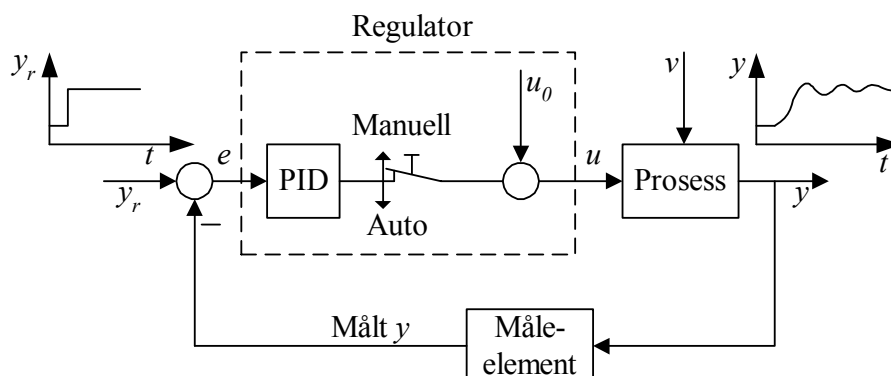 Regulator
y_r
t
y_r
e
PID
Manuell
Auto
u_0
u
v
Prosess
y
t
y
Målt y
Måle-
element